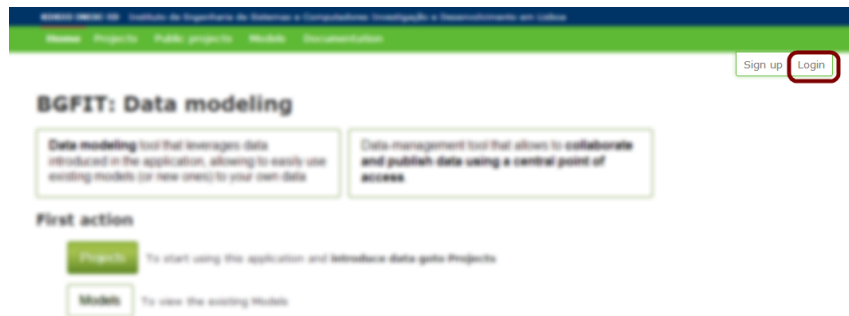 INESC-ID Instituto de Engenharia de Sistemas e Computadores Investigação e Desenvolvimento em Lisboa
Home Projects Public projects Models Documentation
Sign up Login
BGFIT: Data modeling
Data modeling tool that leverages data
introduced in the application, allowing to easily use
existing models (or new ones) to your own data
Data-management tool that allows to collaborate
and publish data using a central point of
access.
First action
Projects To start using this application and introduce data goto Projects
Models To view the existing Models